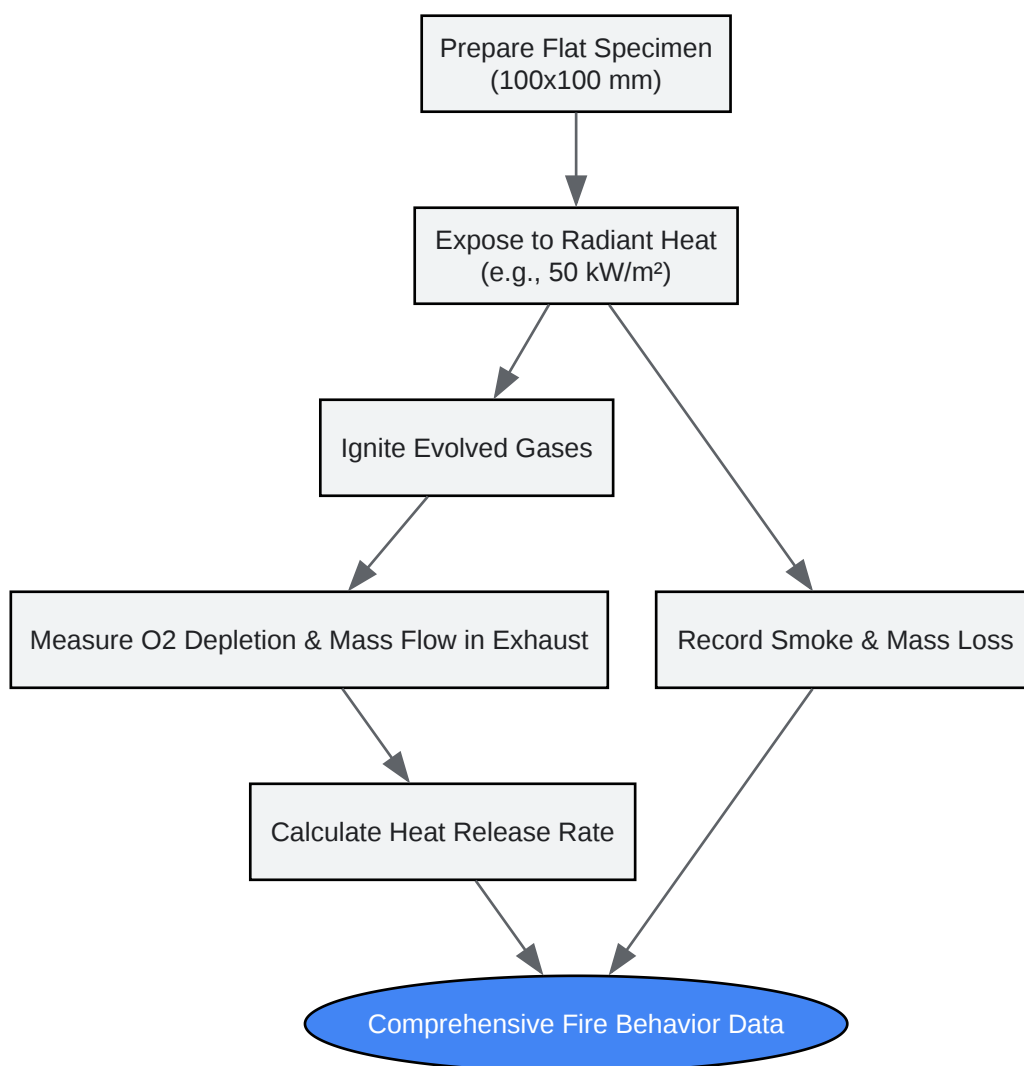 Prepare Flat Specimen
(100x100 mm)
Expose to Radiant Heat
(e.g., 50 kW/m²)
Ignite Evolved Gases
Measure O2 Depletion & Mass Flow in Exhaust
Record Smoke & Mass Loss
Calculate Heat Release Rate
Comprehensive Fire Behavior Data